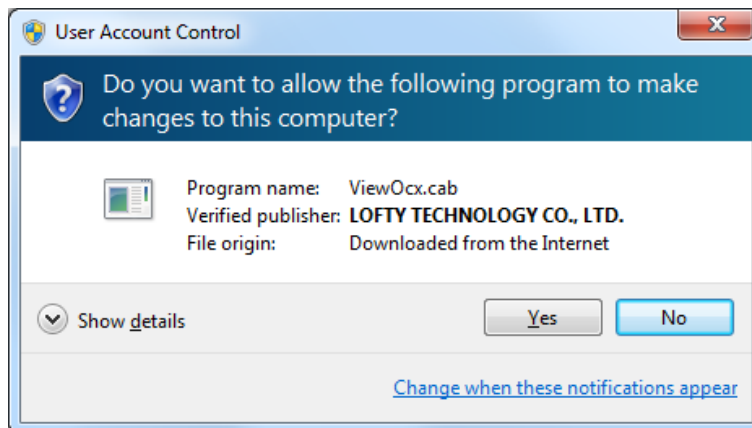 User Account Control
Do you want to allow the following program to make
changes to this computer?
Program name: ViewOcx.cab
Verified publisher: LOFTY TECHNOLOGY CO., LTD.
File origin: Downloaded from the Internet
Show details
Yes
No
Change when these notifications appear